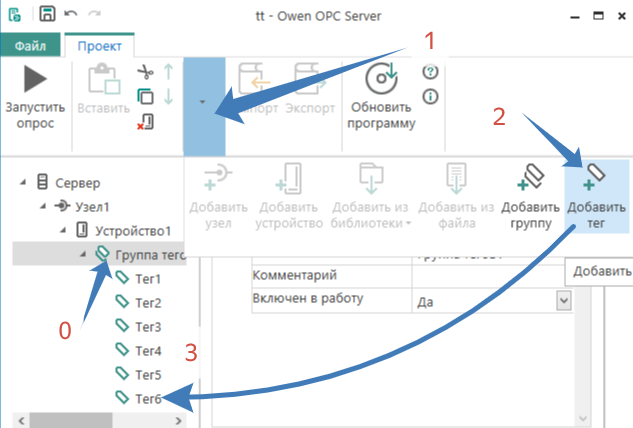 tt - Owen OPC Server
Файл
Проект
1
Запустить опрос
Вставить
порт
Экспорт
Обновить программу
2
Сервер
Узел1
Устройство1
Группа тегс
Тег1
Тег2
Тег3
Тег4
Тег5
Тег6
0
3
Добавить узел
Добавить устройство
Добавить из библиотеки
Добавить из файла
Добавить группу
Добавить тег
Добавить
Комментарий
Включен в работу
Да